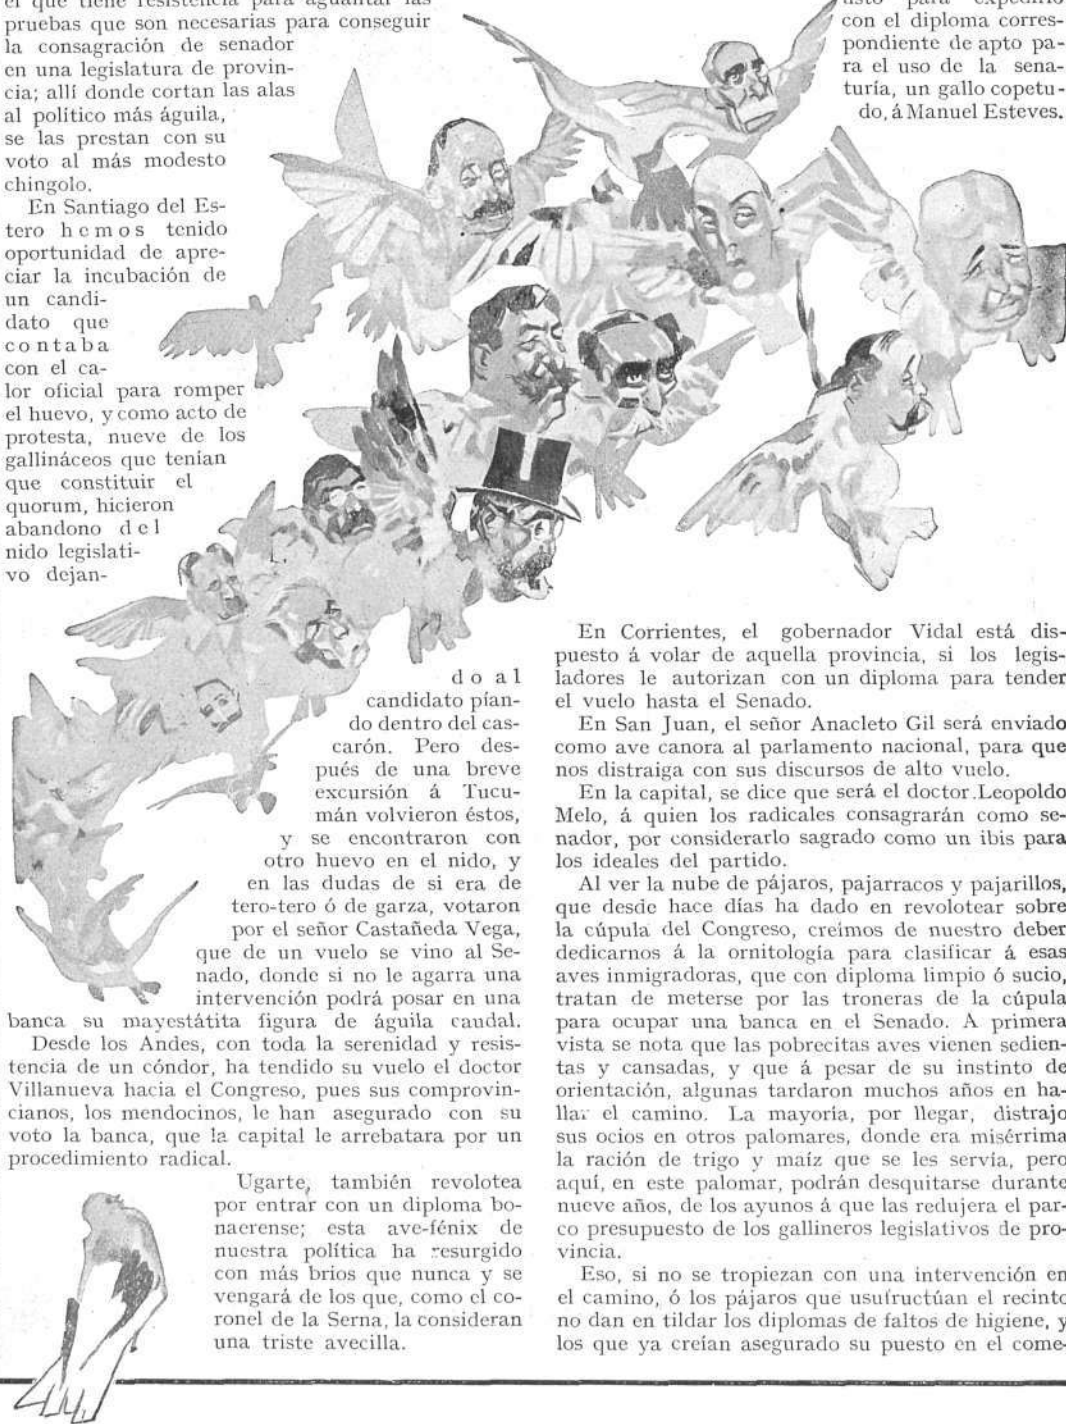 el que tiene resistencia para aguantar las
pruebas que son necesarias para conseguir
la consagración de senador
en una legislatura de provin-
cia; allí donde cortan las alas
al político más águila,
se las prestan con su
voto al más modesto
chingolo.
En Santiago del Es-
tero hemos tenido
oportunidad de apre-
ciar la incubación de
un candi-
dato que
contaba
con el ca-
lor oficial para romper
el huevo, y como acto de
protesta, nueve de los
gallináceos que tenían
que constituir el
quorum, hicieron
abandono del
nido legislati-
vo dejan-
do al
candidato pían-
do dentro del cas-
carón. Pero des-
pués de una breve
excursión á Tucu-
mán volvieron éstos,
y se encontraron con
otro huevo en el nido, y
en las dudas de si era de
tero-tero ó de garza, votaron
por el señor Castañeda Vega,
que de un vuelo se vino al Se-
nado, donde si no le agarra una
intervención podrá posar en una
banca su mayestátita figura de águila caudal.
Desde los Andes, con toda la serenidad y resis-
tencia de un cóndor, ha tendido su vuelo el doctor
Villanueva hacia el Congreso, pues sus comprovin-
cianos, los mendocinos, le han asegurado con su
voto la banca, que la capital le arrebatara por un
procedimiento radical.
Ugarte, también revolotea
por entrar con un diploma bo-
naerense; esta ave-fénix de
nuestra política ha resurgido
con más brios que nunca y se
vengará de los que, como el co-
ronel de la Serna, la consideran
una triste avecilla.
para expedirlo
con el diploma corres-
pondiente de apto pa-
ra el uso de la sena-
turía, un gallo copetu-
do, á Manuel Esteves.
En Corrientes, el gobernador Vidal está dis-
puesto á volar de aquella provincia, si los legis-
ladores le autorizan con un diploma para tender
el vuelo hasta el Senado.
En San Juan, el señor Anacleto Gil será enviado
como ave canora al parlamento nacional, para que
nos distraiga con sus discursos de alto vuelo.
En la capital, se dice que será el doctor Leopoldo
Melo, á quien los radicales consagrarán como se-
nador, por considerarlo sagrado como un ibis para
los ideales del partido.
Al ver la nube de pájaros, pajarracos y pajarillos,
que desde hace días ha dado en revolotear sobre
la cúpula del Congreso, creímos de nuestro deber
dedicarnos á la ornitología para clasificar á esas
aves inmigradoras, que con diploma limpio ó sucio,
tratan de meterse por las troneras de la cúpula
para ocupar una banca en el Senado. A primera
vista se nota que las pobrecitas aves vienen sedien-
tas y cansadas, y que á pesar de su instinto de
orientación, algunas tardaron muchos años en ha-
llar el camino. La mayoría, por llegar, distrajo
sus ocios en otros palomares, donde era misérrima
la ración de trigo y maíz que se les servía, pero
aquí, en este palomar, podrán desquitarse durante
nueve años, de los ayunos á que las redujera el par-
co presupuesto de los gallineros legislativos de pro-
vincia.
Eso, si no se tropiezan con una intervención en
el camino, ó los pájaros que usufructúan el recinto
no dan en tildar los diplomas de faltos de higiene, y
los que ya creían asegurado su puesto en el come-